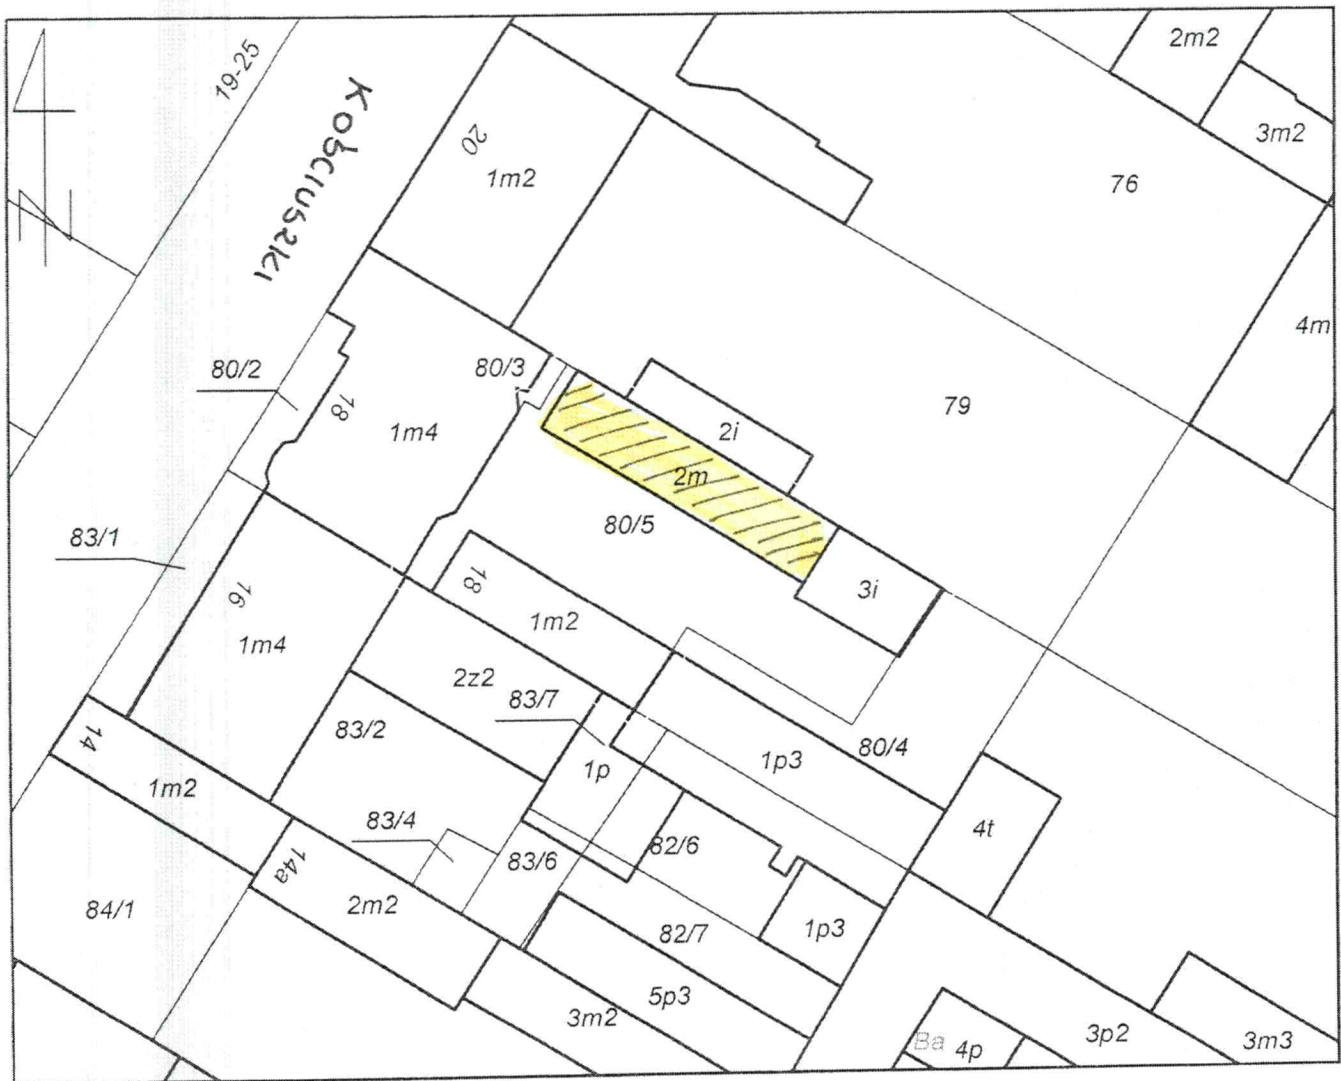 19-25
KOŚCIUSZKI
N
20
1m2
2m2
3m2
76
4m
80/2
80/3
18
1m4
2i
79
2m
80/5
83/1
16
1m4
18
1m2
3i
2z2
83/7
83/2
14
1m2
1p
1p3
80/4
83/4
83/6
82/6
4t
14a
2m2
84/1
82/7
1p3
5p3
3m2
Ba
4p
3p2
3m3